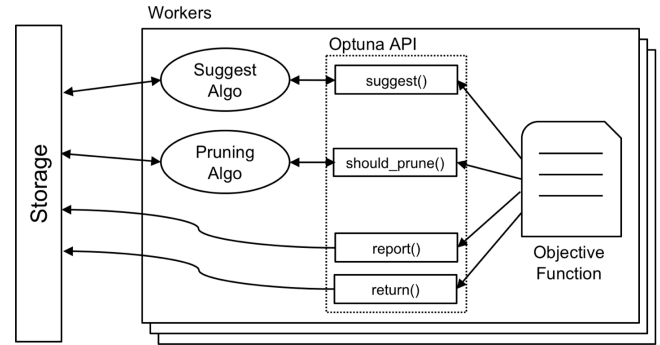 Workers
Optuna API
Suggest
Algo
suggest()
Pruning
Algo
should_prune()
Storage
report()
return()
Objective
Function